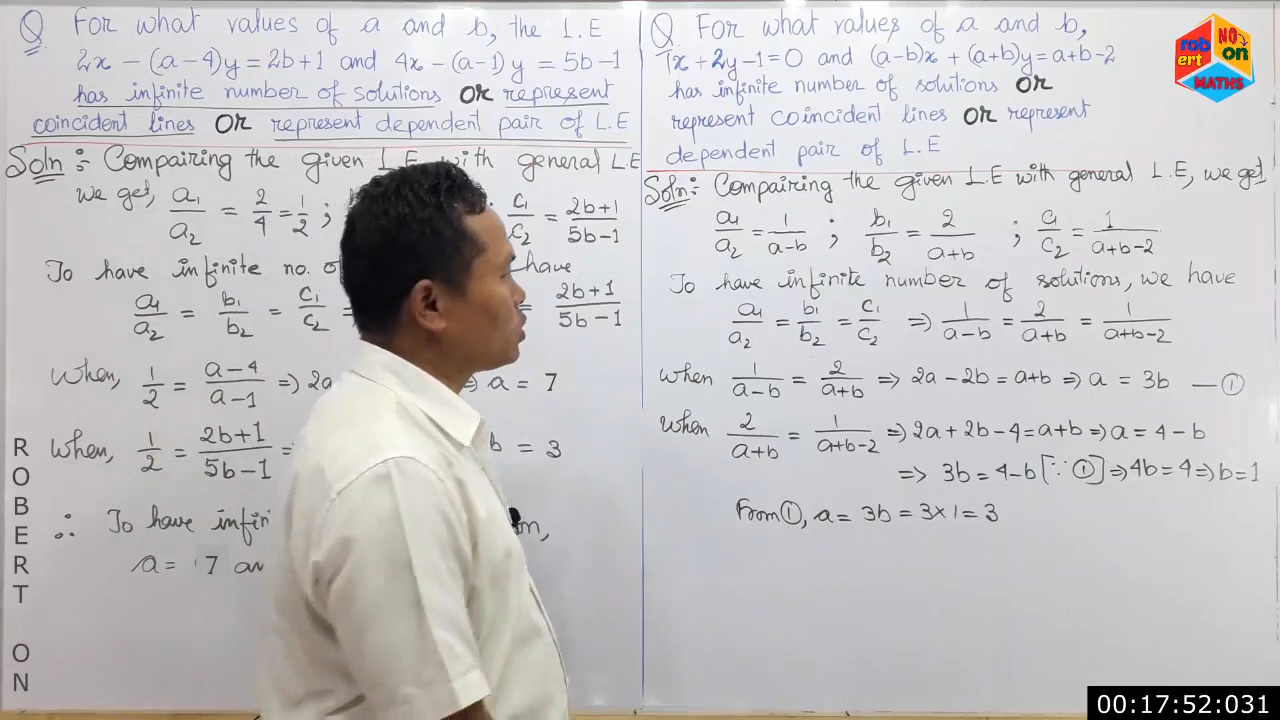 Q. For what values of a and b, the L.E
2x – (a–4)y = 2b+1 and 4x – (a–1)y = 5b–1
has infinite number of solutions OR represent
coincident lines OR represent dependent pair of L.E
Soln :- Compairing the given L.E with general L.E
we get, a₁/a₂ = 2/4 = 1/2 ; c₁/c₂ = 2b+1/5b–1
To have infinite no. of have
a₁/a₂ = b₁/b₂ = c₁/c₂ = 2b+1/5b–1
When, 1/2 = a–4/a–1 => 2a => a = 7
When, 1/2 = 2b+1/5b–1 = b = 3
∴ To have infin
a = 7 an
Q. For what values of a and b,
x + 2y – 1 = 0 and (a–b)x + (a+b)y = a+b–2
has infinite number of solutions OR
represent coincident lines OR represent
dependent pair of L.E
Soln :- Compairing the given L.E with general L.E, we get
a₁/a₂ = 1/a–b ; b₁/b₂ = 2/a+b ; c₁/c₂ = 1/a+b–2
To have infinite number of solutions, we have
a₁/a₂ = b₁/b₂ = c₁/c₂ => 1/a–b = 2/a+b = 1/a+b–2
When 1/a–b = 2/a+b => 2a – 2b = a+b => a = 3b — ①
When 2/a+b = 1/a+b–2 => 2a + 2b – 4 = a+b => a = 4 – b
=> 3b = 4–b [∵ ①] => 4b = 4 => b = 1
From ①, a = 3b = 3×1 = 3
robert
NO on
MATHS
ROBERT ON
00:17:52:031